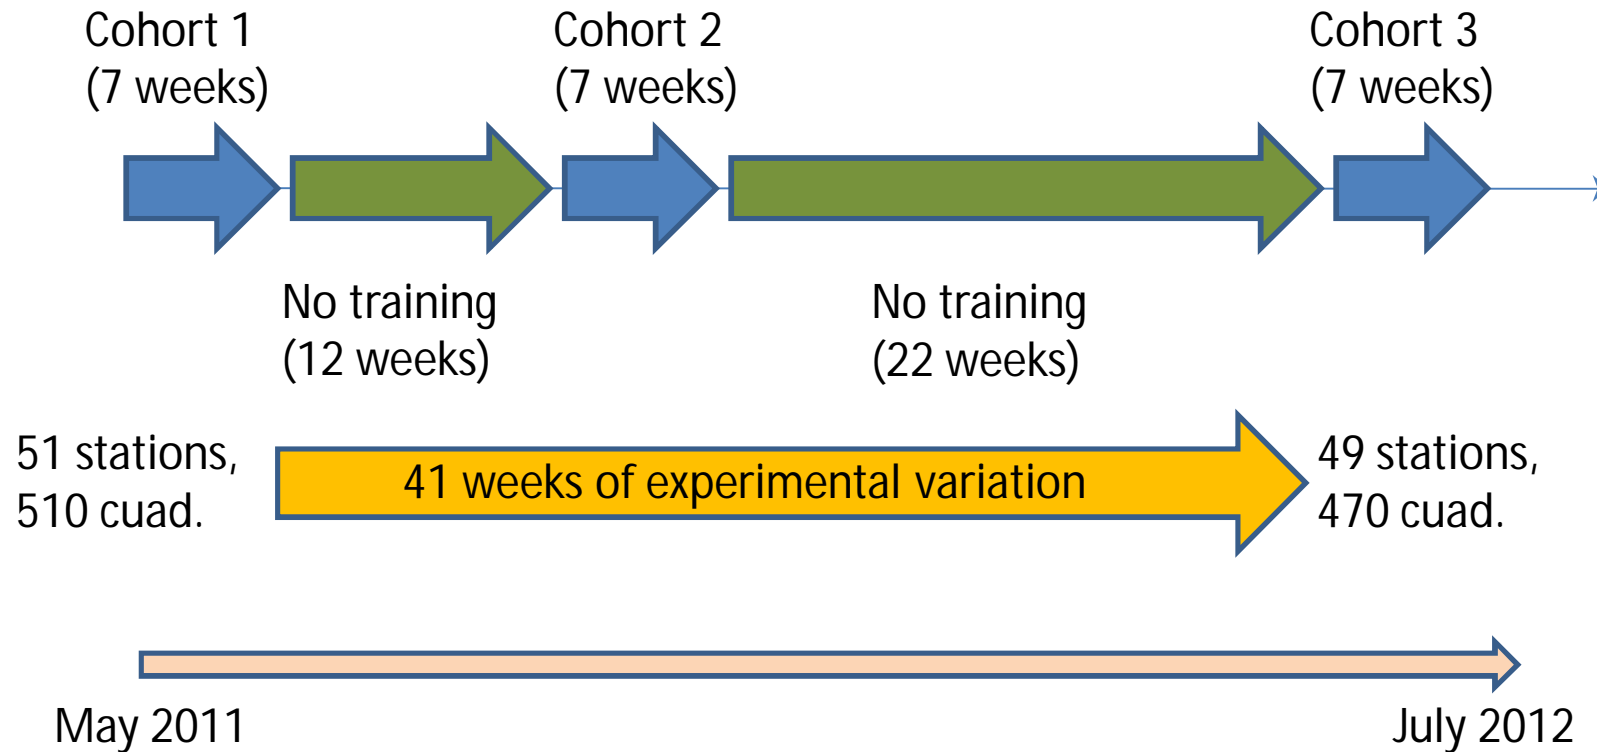 Cohort 1
(7 weeks)
Cohort 2
(7 weeks)
Cohort 3
(7 weeks)
No training
(12 weeks)
No training
(22 weeks)
51 stations,
510 cuad.
41 weeks of experimental variation
49 stations,
470 cuad.
May 2011
July 2012